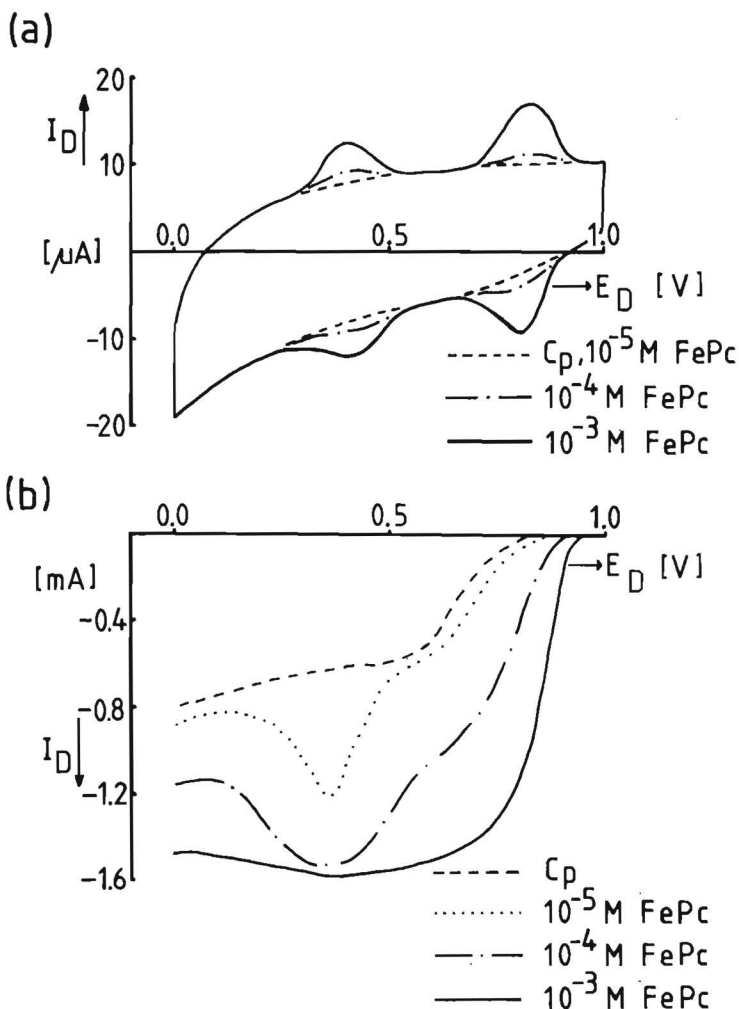 (a)
20
I_D
10
[μA]
0.0
0.5
1.0
→E_D [V]
-10
-20
---- C_p, 10^-5 M FePc
—·— 10^-4 M FePc
—— 10^-3 M FePc
(b)
0.0
0.5
1.0
[mA]
→E_D [V]
-0.4
-0.8
I_D
-1.2
-1.6
---- C_p
········ 10^-5 M FePc
—·— 10^-4 M FePc
—— 10^-3 M FePc